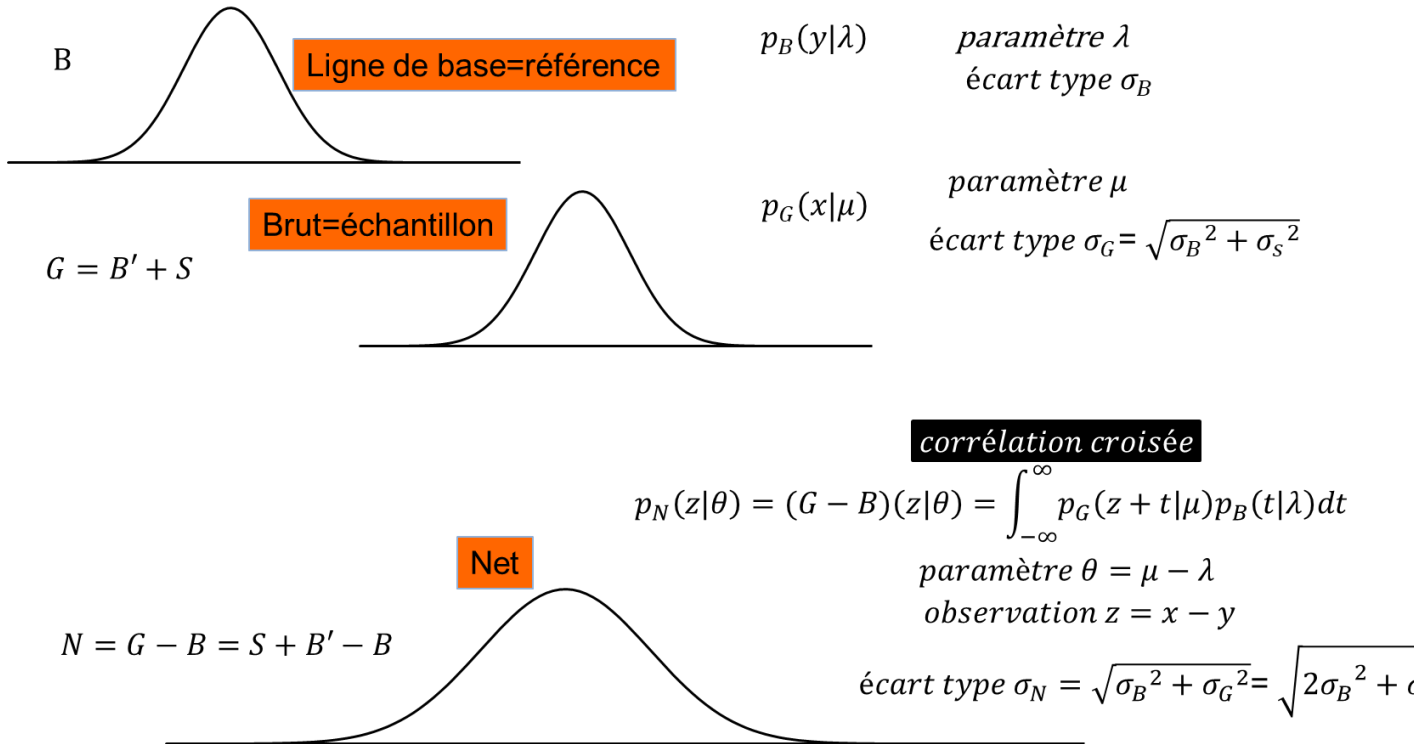 B
Ligne de base=référence
p_B(y|λ)
paramètre λ
écart type σ_B
Brut=échantillon
p_G(x|μ)
paramètre μ
écart type σ_G= √(σ_B² + σ_s²)
G = B′ + S
corrélation croisée
p_N(z|θ) = (G − B)(z|θ) = ∫_{−∞}^{∞} p_G(z + t|μ)p_B(t|λ)dt
Net
paramètre θ = μ − λ
observation z = x − y
N = G − B = S + B′ − B
écart type σ_N = √(σ_B² + σ_G²)= √(2σ_B² +